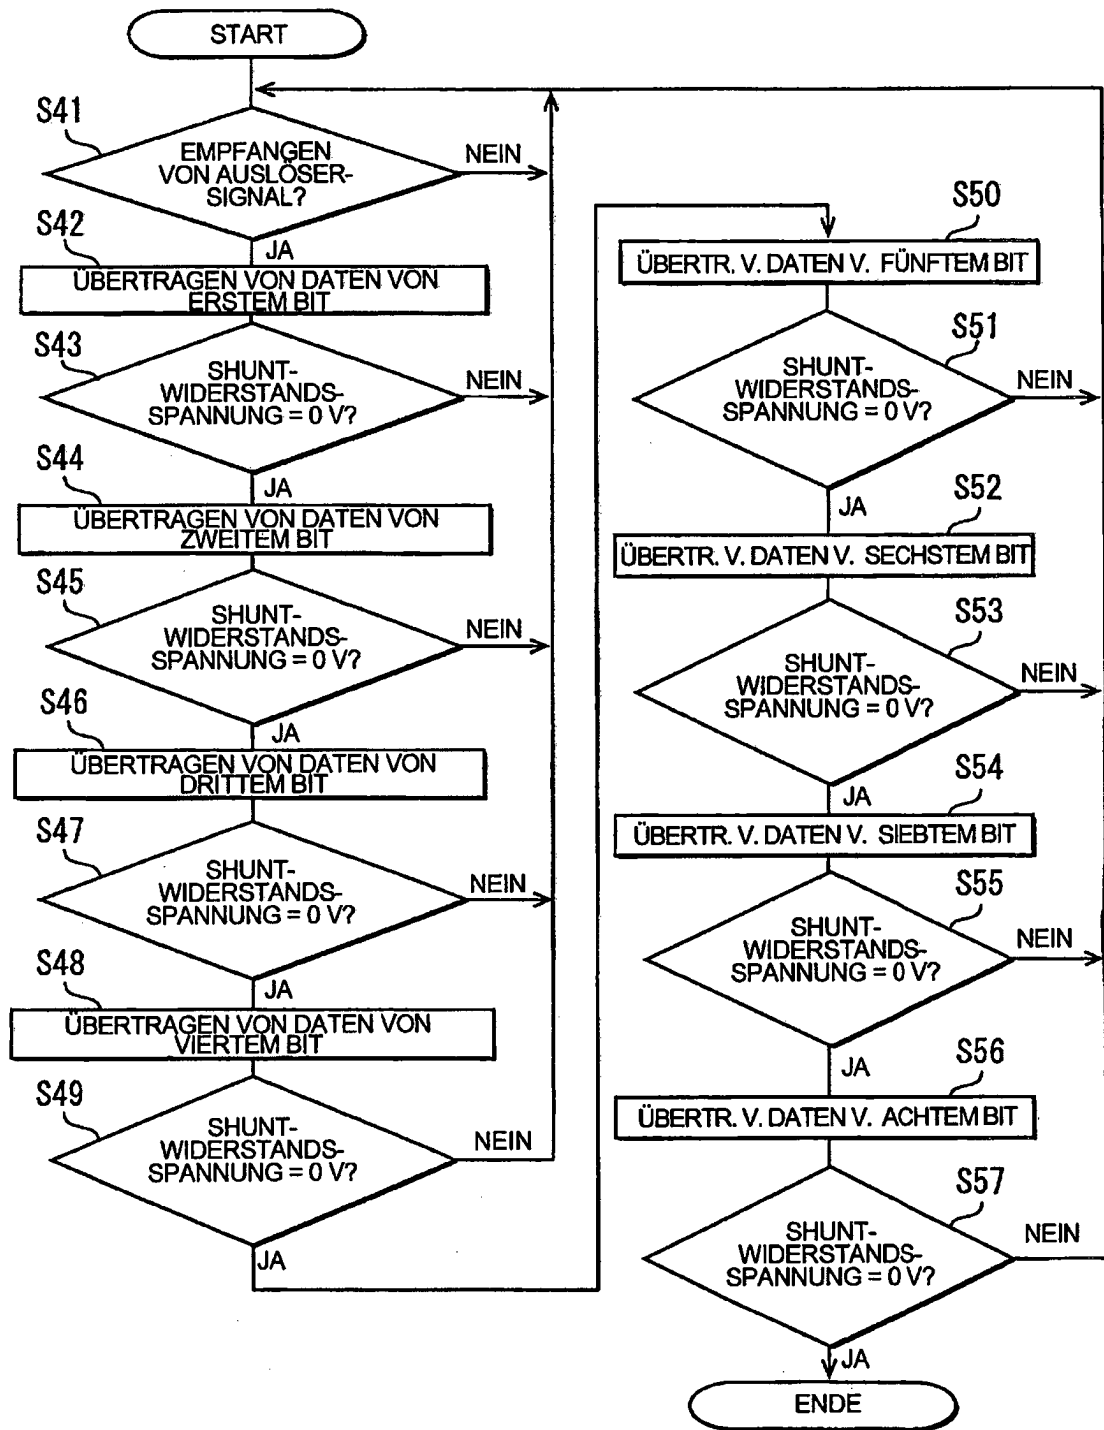 START
S41
EMPFANGEN
VON AUSLÖSER-
SIGNAL?
NEIN
JA
S42
ÜBERTRAGEN VON DATEN VON
ERSTEM BIT
S43
SHUNT-
WIDERSTANDS-
SPANNUNG = 0 V?
NEIN
JA
S44
ÜBERTRAGEN VON DATEN VON
ZWEITEM BIT
S45
SHUNT-
WIDERSTANDS-
SPANNUNG = 0 V?
NEIN
JA
S46
ÜBERTRAGEN VON DATEN VON
DRITTEM BIT
S47
SHUNT-
WIDERSTANDS-
SPANNUNG = 0 V?
NEIN
JA
S48
ÜBERTRAGEN VON DATEN VON
VIERTEM BIT
S49
SHUNT-
WIDERSTANDS-
SPANNUNG = 0 V?
NEIN
JA
S50
ÜBERTR. V. DATEN V. FÜNFTEM BIT
S51
SHUNT-
WIDERSTANDS-
SPANNUNG = 0 V?
NEIN
JA
S52
ÜBERTR. V. DATEN V. SECHSTEM BIT
S53
SHUNT-
WIDERSTANDS-
SPANNUNG = 0 V?
NEIN
JA
S54
ÜBERTR. V. DATEN V. SIEBTEM BIT
S55
SHUNT-
WIDERSTANDS-
SPANNUNG = 0 V?
NEIN
JA
S56
ÜBERTR. V. DATEN V. ACHTEM BIT
S57
SHUNT-
WIDERSTANDS-
SPANNUNG = 0 V?
NEIN
JA
ENDE